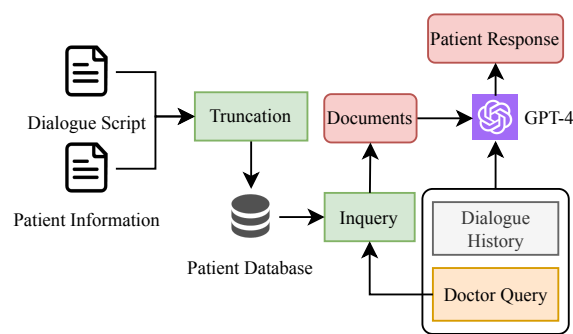 Patient Response
Dialogue Script
Truncation
Documents
GPT-4
Patient Information
Patient Database
Inquery
Dialogue
History
Doctor Query